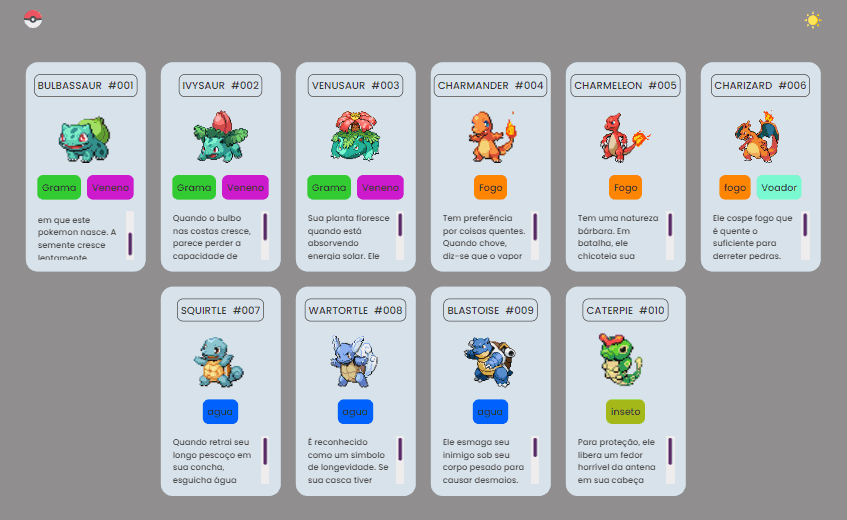 BULBASSAUR #001
Grama Veneno
em que este
pokemon nasce. A
semente cresce
lentamente
IVYSAUR #002
Grama Veneno
Quando o bulbo
nas costas cresce,
parece perder a
capacidade de
VENUSAUR #003
Grama Veneno
Sua planta floresce
quando está
absorvendo
energia solar. Ele
CHARMANDER #004
Fogo
Tem preferência
por coisas quentes.
Quando chove,
diz-se que o vapor
CHARMELEON #005
Fogo
Tem uma natureza
bárbara. Em
batalha, ele
chicoteia sua
CHARIZARD #006
fogo Voador
Ele cospe fogo que
é quente o
suficiente para
derreter pedras.
SQUIRTLE #007
agua
Quando retrai seu
longo pescoço em
sua concha,
esguicha água
WARTORTLE #008
agua
É reconhecido
como um símbolo
de longevidade. Se
sua casca tiver
BLASTOISE #009
agua
Ele esmaga seu
inimigo sob seu
corpo pesado para
causar desmaios.
CATERPIE #010
inseto
Para proteção, ele
libera um fedor
horrível da antena
em sua cabeça